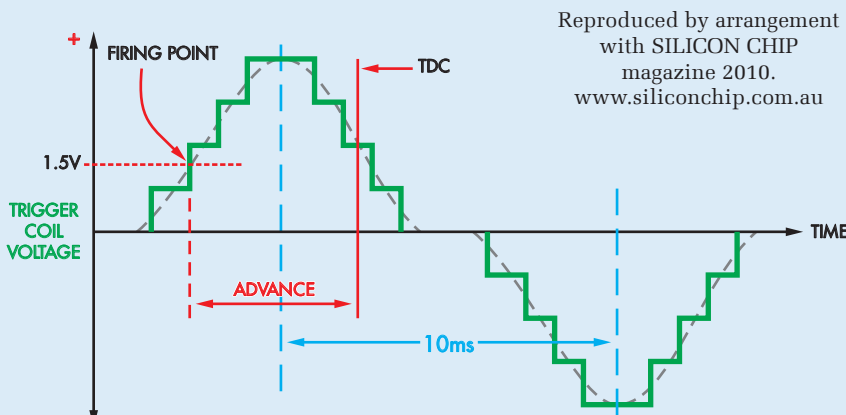 Reproduced by arrangement
with SILICON CHIP
magazine 2010.
www.siliconchip.com.au
+
FIRING POINT
TDC
1.5V
TRIGGER
COIL
VOLTAGE
TIME
ADVANCE
10ms